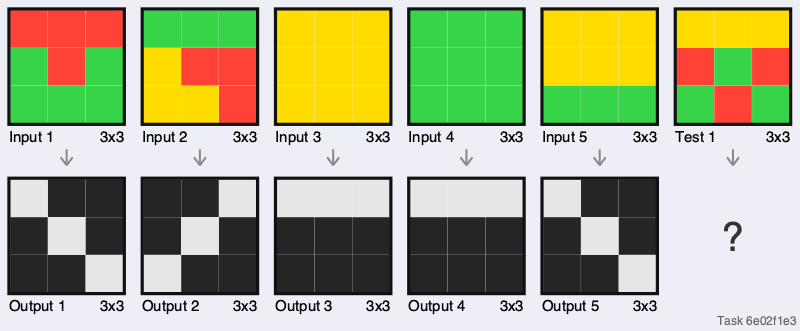 Input 1 3x3 Input 2 3x3 Input 3 3x3 Input 4 3x3 Input 5 3x3 Test 1 3x3
?
Output 1 3x3 Output 2 3x3 Output 3 3x3 Output 4 3x3 Output 5 3x3
Task 6e02f1e3